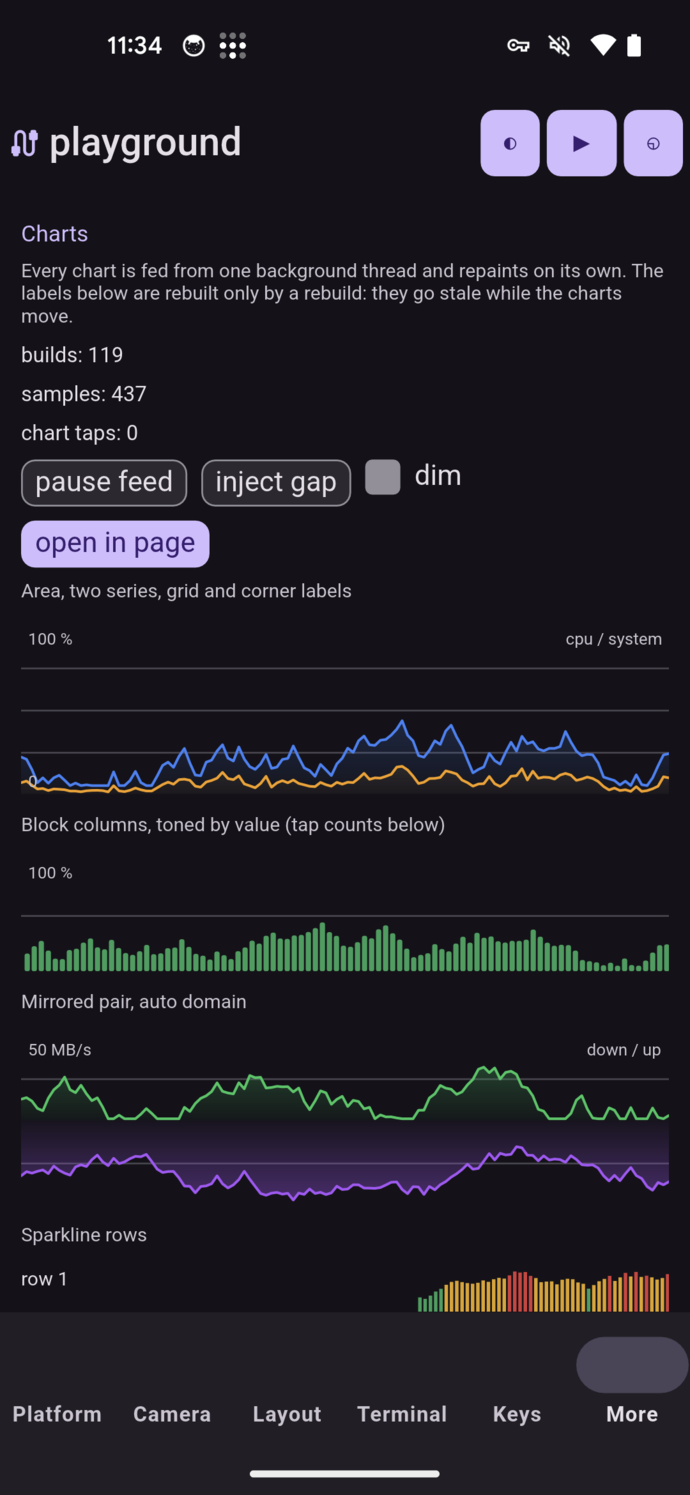 11:34
playground
Charts
Every chart is fed from one background thread and repaints on its own. The
labels below are rebuilt only by a rebuild: they go stale while the charts
move.
builds: 119
samples: 437
chart taps: 0
pause feed
inject gap
dim
open in page
Area, two series, grid and corner labels
100 %
cpu / system
0
Block columns, toned by value (tap counts below)
100 %
Mirrored pair, auto domain
50 MB/s
down / up
Sparkline rows
row 1
Platform
Camera
Layout
Terminal
Keys
More